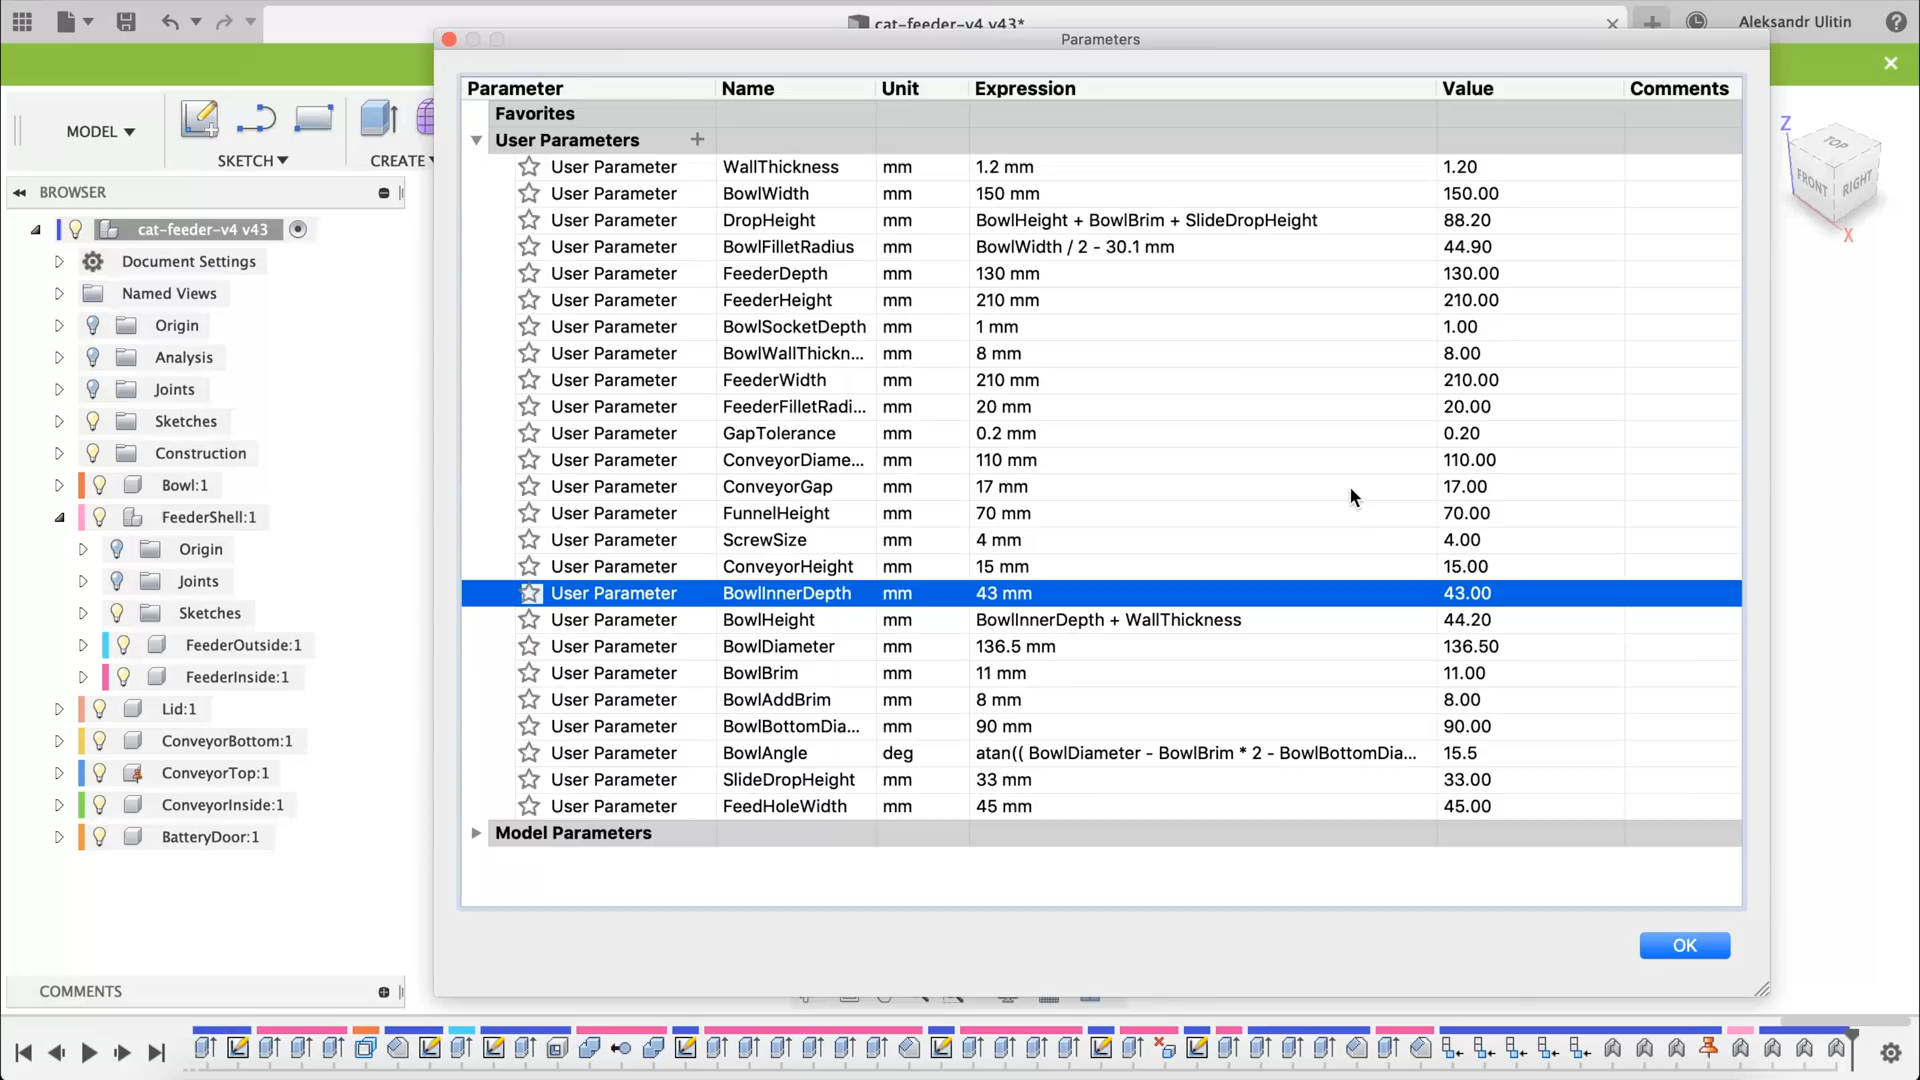 cat-feeder-v4 v43*
Aleksandr Ulitin
Parameters
MODEL
SKETCH
CREATE
BROWSER
cat-feeder-v4 v43
Document Settings
Named Views
Origin
Analysis
Joints
Sketches
Construction
Bowl:1
FeederShell:1
Origin
Joints
Sketches
FeederOutside:1
FeederInside:1
Lid:1
ConveyorBottom:1
ConveyorTop:1
ConveyorInside:1
BatteryDoor:1
COMMENTS
Parameter Name Unit Expression Value Comments
Favorites
User Parameters +
User Parameter WallThickness mm 1.2 mm 1.20
User Parameter BowlWidth mm 150 mm 150.00
User Parameter DropHeight mm BowlHeight + BowlBrim + SlideDropHeight 88.20
User Parameter BowlFilletRadius mm BowlWidth / 2 - 30.1 mm 44.90
User Parameter FeederDepth mm 130 mm 130.00
User Parameter FeederHeight mm 210 mm 210.00
User Parameter BowlSocketDepth mm 1 mm 1.00
User Parameter BowlWallThickn... mm 8 mm 8.00
User Parameter FeederWidth mm 210 mm 210.00
User Parameter FeederFilletRadi... mm 20 mm 20.00
User Parameter GapTolerance mm 0.2 mm 0.20
User Parameter ConveyorDiame... mm 110 mm 110.00
User Parameter ConveyorGap mm 17 mm 17.00
User Parameter FunnelHeight mm 70 mm 70.00
User Parameter ScrewSize mm 4 mm 4.00
User Parameter ConveyorHeight mm 15 mm 15.00
User Parameter BowlInnerDepth mm 43 mm 43.00
User Parameter BowlHeight mm BowlInnerDepth + WallThickness 44.20
User Parameter BowlDiameter mm 136.5 mm 136.50
User Parameter BowlBrim mm 11 mm 11.00
User Parameter BowlAddBrim mm 8 mm 8.00
User Parameter BowlBottomDia... mm 90 mm 90.00
User Parameter BowlAngle deg atan(( BowlDiameter - BowlBrim * 2 - BowlBottomDia... 15.5
User Parameter SlideDropHeight mm 33 mm 33.00
User Parameter FeedHoleWidth mm 45 mm 45.00
Model Parameters
OK
Z
TOP
FRONT
RIGHT
X